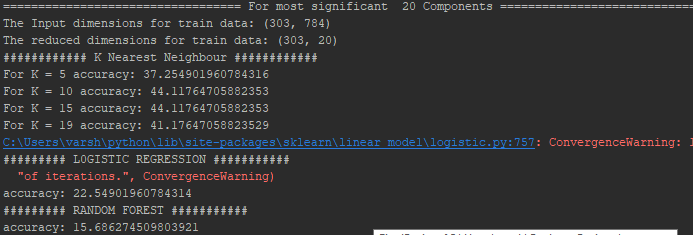 ============================ For most significant  20 Components ============================
The Input dimensions for train data: (303, 784)
The reduced dimensions for train data: (303, 20)
############ K Nearest Neighbour ############
For K = 5 accuracy: 37.254901960784316
For K = 10 accuracy: 44.11764705882353
For K = 15 accuracy: 44.11764705882353
For K = 19 accuracy: 41.17647058823529
C:\Users\varsh\python\lib\site-packages\sklearn\linear_model\logistic.py:757: ConvergenceWarning:
######### LOGISTIC REGRESSION ###########
"of iterations.", ConvergenceWarning)
accuracy: 22.54901960784314
######### RANDOM FOREST ###########
accuracy: 15.686274509803921